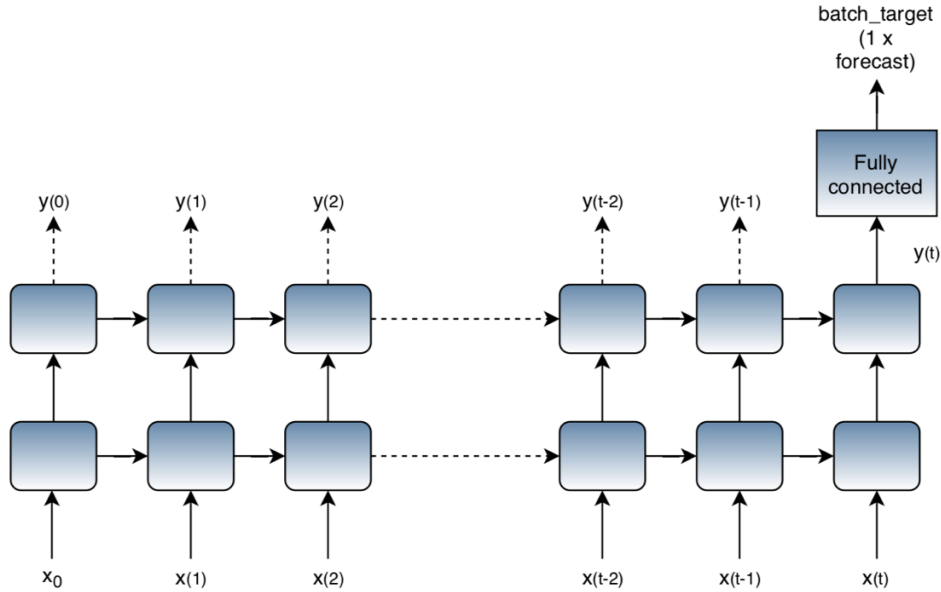 batch_target
(1 x
forecast)
Fully
connected
y(0)
y(1)
y(2)
y(t-2)
y(t-1)
y(t)
x₀
x(1)
x(2)
x(t-2)
x(t-1)
x(t)